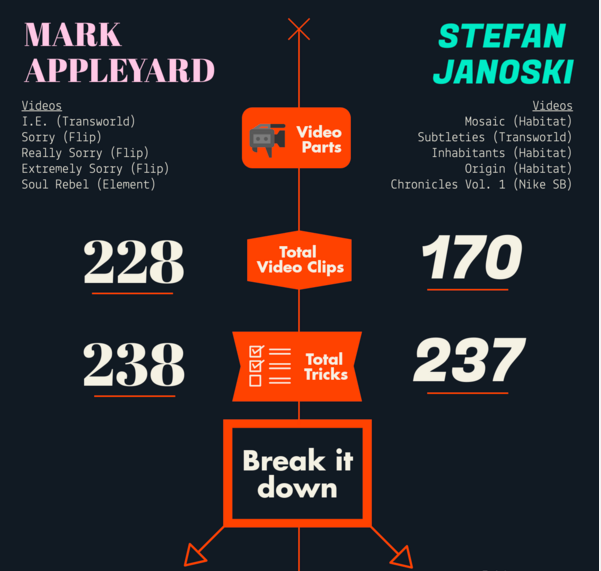 MARK
APPLEYARD
STEFAN
JANOSKI
Videos
I.E. (Transworld)
Sorry (Flip)
Really Sorry (Flip)
Extremely Sorry (Flip)
Soul Rebel (Element)
Video
Parts
Videos
Mosaic (Habitat)
Subtleties (Transworld)
Inhabitants (Habitat)
Origin (Habitat)
Chronicles Vol. 1 (Nike SB)
228
Total
Video Clips
170
238
Total
Tricks
237
Break it
down